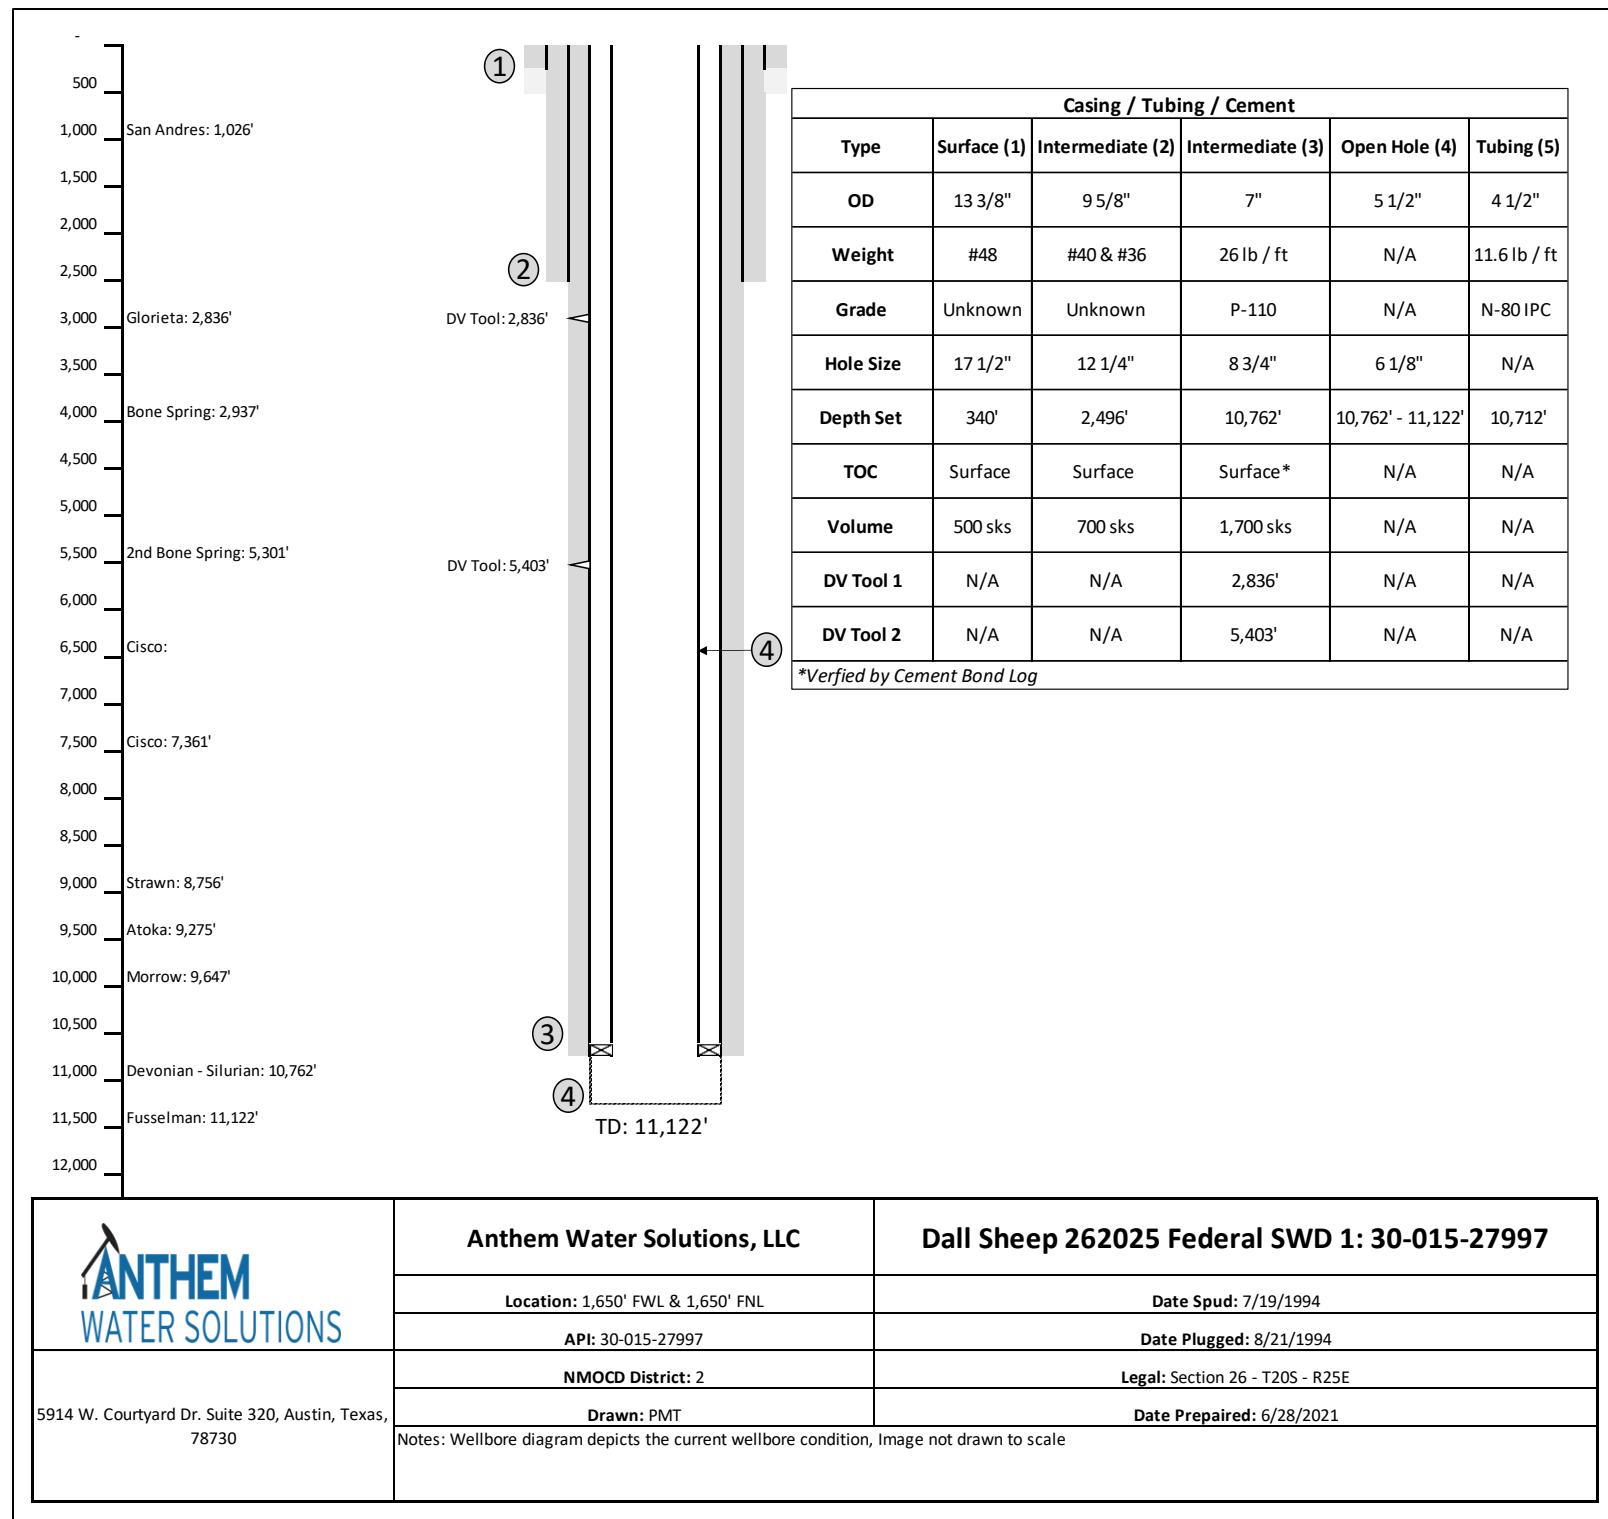 -
500
1,000
1,500
2,000
2,500
3,000
3,500
4,000
4,500
5,000
5,500
6,000
6,500
7,000
7,500
8,000
8,500
9,000
9,500
10,000
10,500
11,000
11,500
12,000
San Andres: 1,026'
Glorieta: 2,836'
Bone Spring: 2,937'
2nd Bone Spring: 5,301'
Cisco:
Cisco: 7,361'
Strawn: 8,756'
Atoka: 9,275'
Morrow: 9,647'
Devonian - Silurian: 10,762'
Fusselman: 11,122'
1
2
DV Tool: 2,836'
DV Tool: 5,403'
4
3
4
TD: 11,122'
Casing / Tubing / Cement
Type Surface (1) Intermediate (2) Intermediate (3) Open Hole (4) Tubing (5)
OD 13 3/8" 9 5/8" 7" 5 1/2" 4 1/2"
Weight #48 #40 & #36 26 lb / ft N/A 11.6 lb / ft
Grade Unknown Unknown P-110 N/A N-80 IPC
Hole Size 17 1/2" 12 1/4" 8 3/4" 6 1/8" N/A
Depth Set 340' 2,496' 10,762' 10,762' - 11,122' 10,712'
TOC Surface Surface Surface* N/A N/A
Volume 500 sks 700 sks 1,700 sks N/A N/A
DV Tool 1 N/A N/A 2,836' N/A N/A
DV Tool 2 N/A N/A 5,403' N/A N/A
*Verfied by Cement Bond Log
ANTHEM
WATER SOLUTIONS
5914 W. Courtyard Dr. Suite 320, Austin, Texas,
78730
Anthem Water Solutions, LLC
Dall Sheep 262025 Federal SWD 1: 30-015-27997
Location: 1,650' FWL & 1,650' FNL
Date Spud: 7/19/1994
API: 30-015-27997
Date Plugged: 8/21/1994
NMOCD District: 2
Legal: Section 26 - T20S - R25E
Drawn: PMT
Date Prepaired: 6/28/2021
Notes: Wellbore diagram depicts the current wellbore condition, Image not drawn to scale